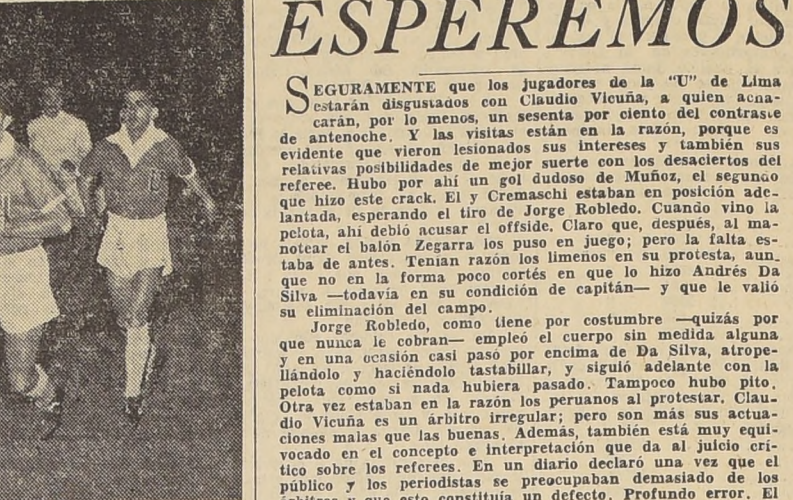 ESPEREMOS
SEGURAMENTE que los jugadores de la "U" de Lima
estarán disgustados con Claudio Vicuña, a quien acha-
carán, por lo menos, un sesenta por ciento del contraste
de antenoche. Y las visitas están en la razón, porque es
evidente que vieron lesionados sus intereses y también sus
relativas posibilidades de mejor suerte con los desaciertos del
referee. Hubo por ahí un gol dudoso de Muñoz, el segundo
que hizo este crack. El y Cremaschi estaban en posición ade-
lantada, esperando el tiro de Jorge Robledo. Cuando vino la
pelota, ahí debió acusar el offside. Claro que, después, al ma-
notear el balón Zegarra los puso en juego; pero la falta es-
taba de antes. Tenían razón los limeños en su protesta, aun-
que no en la forma poco cortés en que lo hizo Andrés Da
Silva —todavía en su condición de capitán— y que le valió
su eliminación del campo.
Jorge Robledo, como tiene por costumbre —quizás por
que nunca le cobran— empleó el cuerpo sin medida alguna
y en una ocasión casi pasó por encima de Da Silva, atrope-
llándolo y haciéndolo tastabillar, y siguió adelante con la
pelota como si nada hubiera pasado. Tampoco hubo pito.
Otra vez estaban en la razón los peruanos al protestar. Clau-
dio Vicuña es un árbitro irregular; pero son más sus actua-
ciones malas que las buenas. Además, también está muy equi-
vocado en el concepto e interpretación que da al juicio crí-
tico sobre los referees. En un diario declaró una vez que el
público y los periodistas se preocupaban demasiado de los
árbitros y que esto constituía un defecto. Profundo error. El